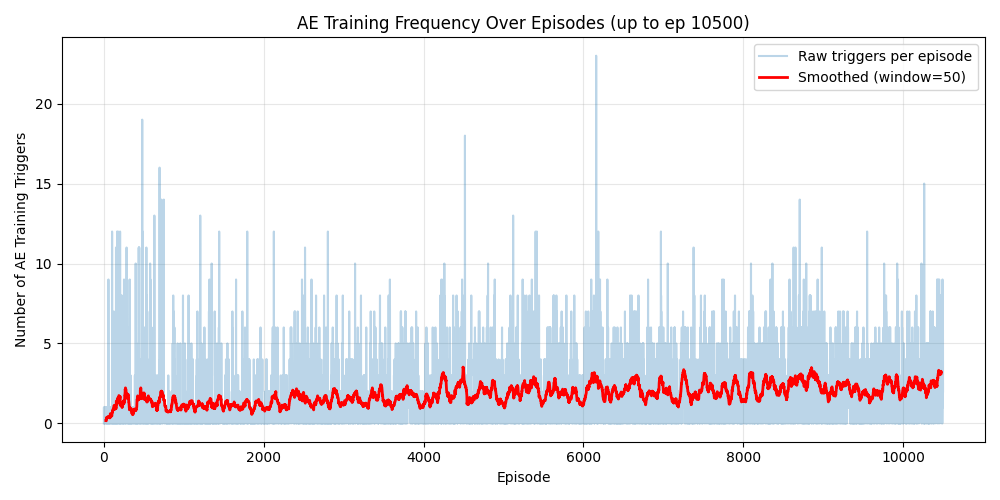 AE Training Frequency Over Episodes (up to ep 10500)
Raw triggers per episode
Smoothed (window=50)
Number of AE Training Triggers
20
15
10
5
0
0 2000 4000 6000 8000 10000
Episode